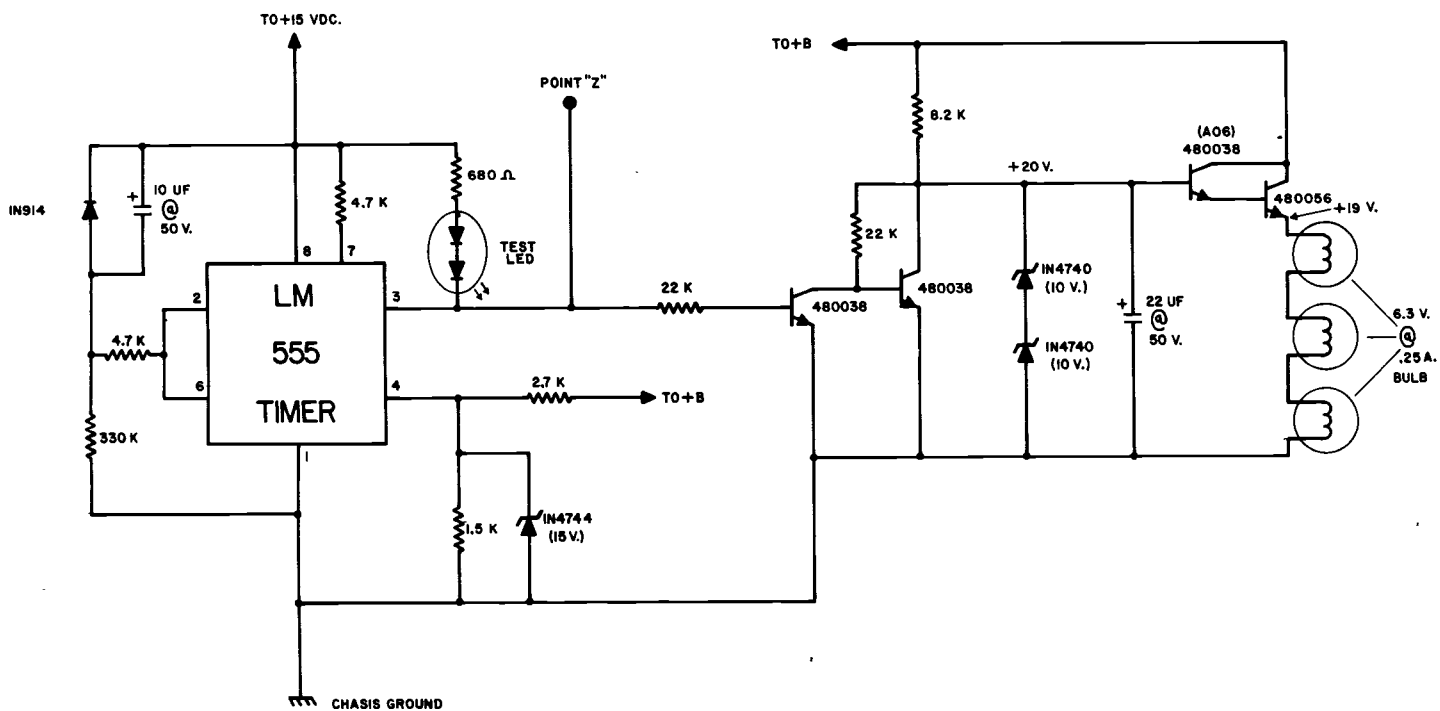 TO+15 VDC.
TO+B
POINT "Z"
8.2 K
(A06)
480038
10 UF
@
50 V.
IN914
4.7 K
680 Ω
+20 V.
480056
+19 V.
TEST
LED
22 K
8
7
2
LM
3
22 K
480038
480038
IN4740
(10 V.)
22 UF
@
50 V.
6.3 V.
@
.25A.
BULB
4.7 K
555
IN4740
(10 V.)
6
4
2.7 K
TO+B
TIMER
330 K
1
1.5 K
IN4744
(15 V.)
CHASIS GROUND